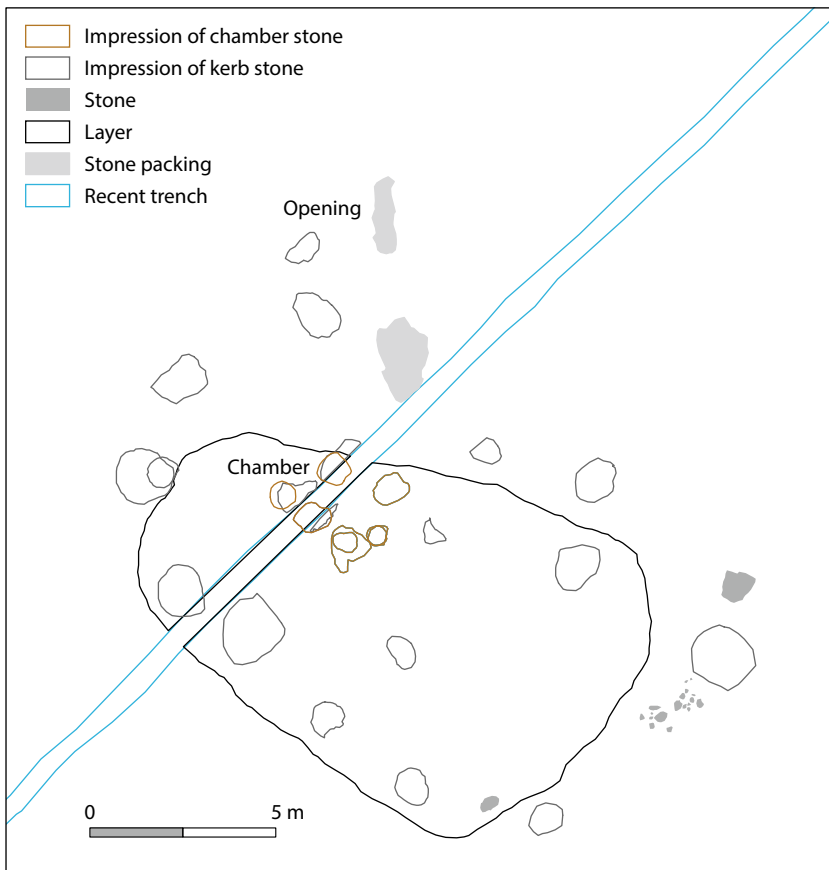 Impression of chamber stone
Impression of kerb stone
Stone
Layer
Stone packing
Recent trench
Opening
Chamber
0 5 m